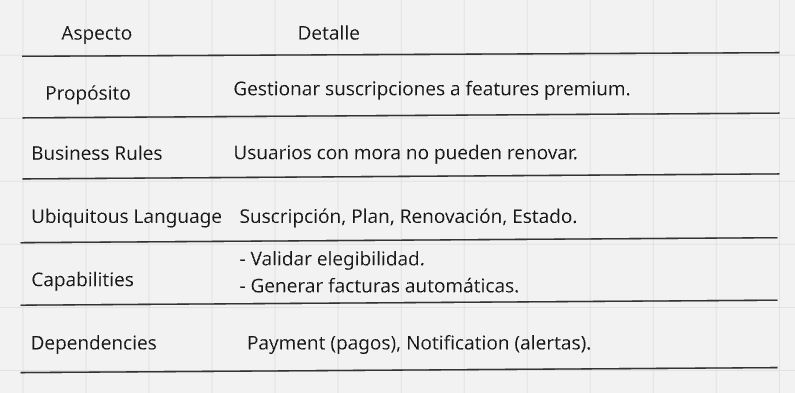 Aspecto Detalle
Propósito Gestionar suscripciones a features premium.
Business Rules Usuarios con mora no pueden renovar.
Ubiquitous Language Suscripción, Plan, Renovación, Estado.
Capabilities - Validar elegibilidad.
- Generar facturas automáticas.
Dependencies Payment (pagos), Notification (alertas).